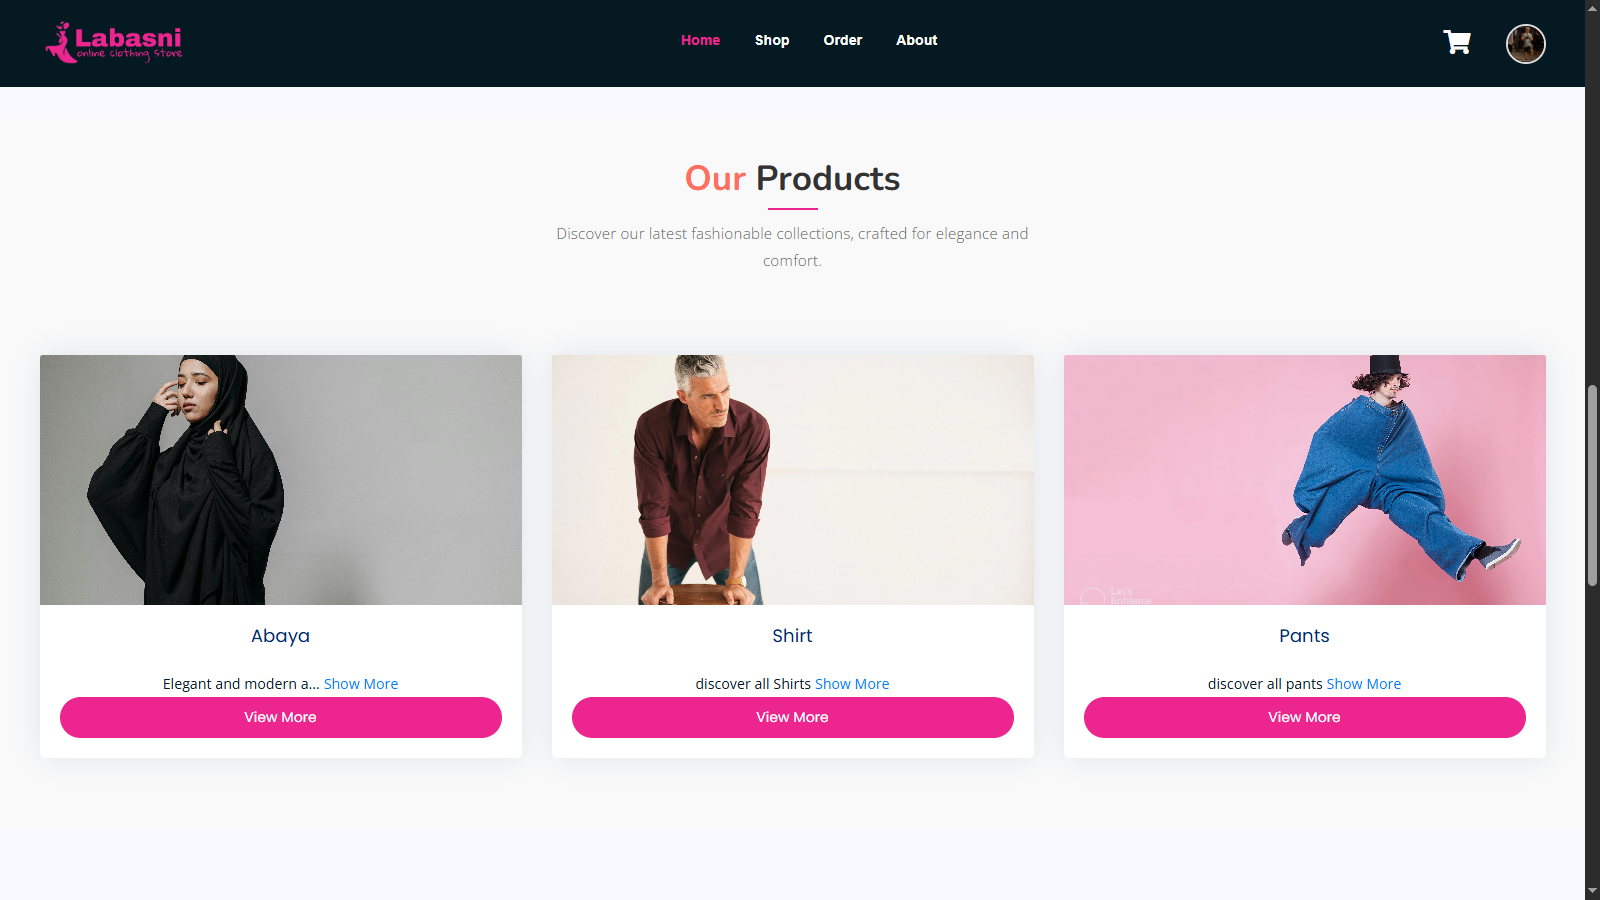 Labasni
online clothing store
Home
Shop
Order
About
Our Products
Discover our latest fashionable collections, crafted for elegance and
comfort.
Let's
Enhance
Abaya
Elegant and modern a... Show More
View More
Shirt
discover all Shirts Show More
View More
Pants
discover all pants Show More
View More